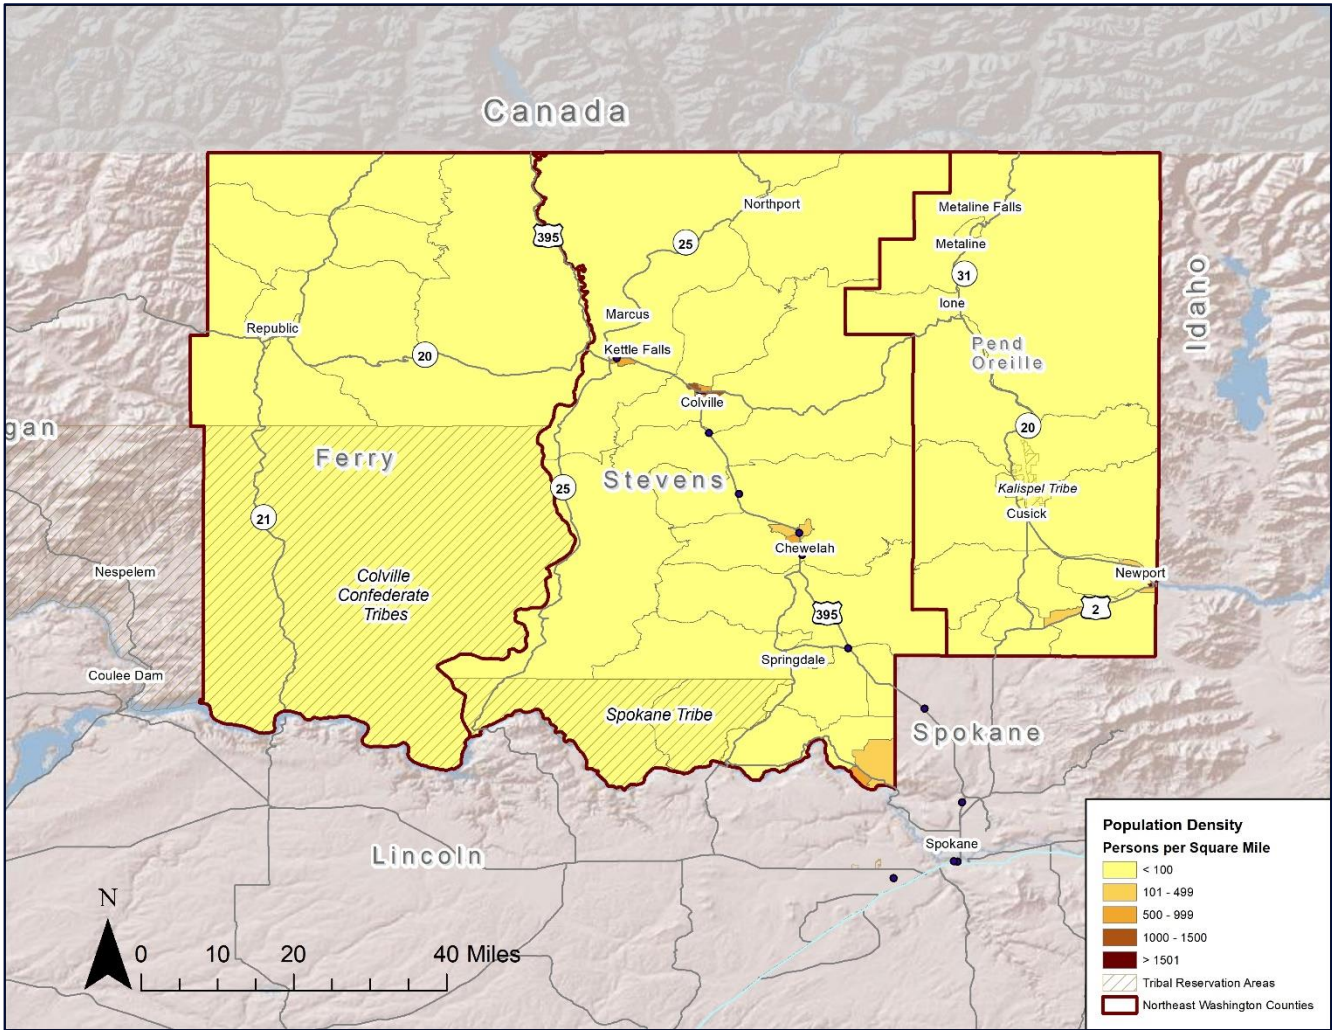 Canada
Northport
Metaline Falls
395
25
Metaline
31
Idaho
Ione
Marcus
Republic
Pend
Oreille
Kettle Falls
20
Colville
gan
20
Ferry
Stevens
25
Kalispel Tribe
Cusick
21
Chewelah
Nespelem
Colville
Confederate
Tribes
Newport
2
395
Springdale
Coulee Dam
Spokane Tribe
Spokane
Spokane
Lincoln
N
0 10 20 40 Miles
Population Density
Persons per Square Mile
< 100
101 - 499
500 - 999
1000 - 1500
> 1501
Tribal Reservation Areas
Northeast Washington Counties